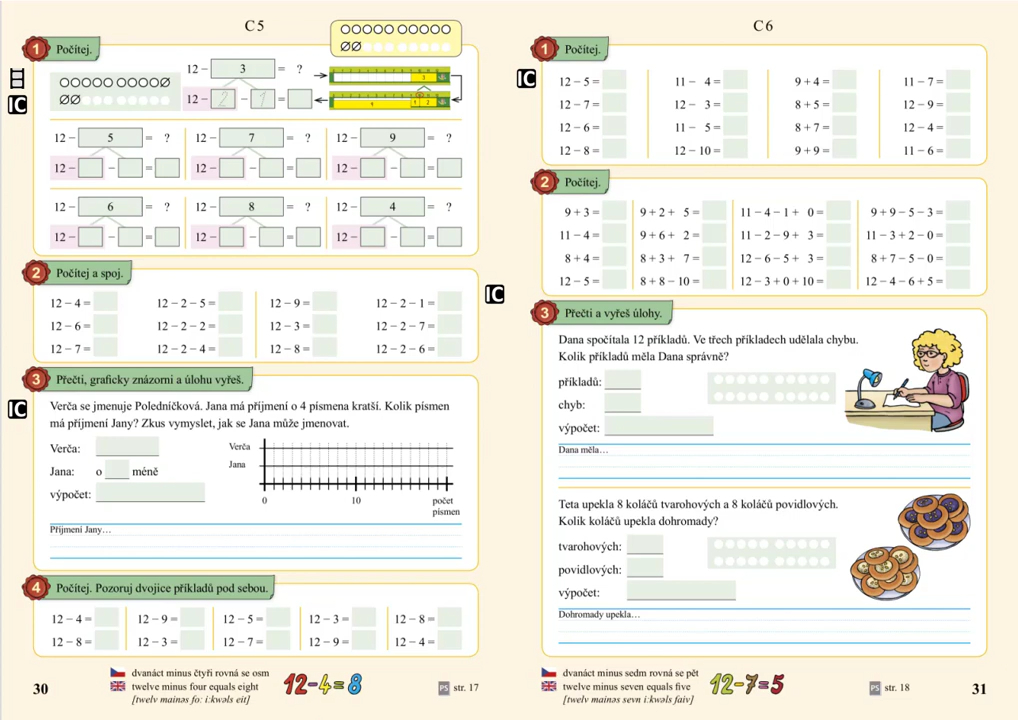 C 5
1 Počítej.
12 − 3 = ?
12 − 2 − 1 =
12 − 5 = ? 12 − 7 = ? 12 − 9 = ?
12 − − = 12 − − = 12 − − =
12 − 6 = ? 12 − 8 = ? 12 − 4 = ?
12 − − = 12 − − = 12 − − =
2 Počítej a spoj.
12 − 4 = 12 − 2 − 5 = 12 − 9 = 12 − 2 − 1 =
12 − 6 = 12 − 2 − 2 = 12 − 3 = 12 − 2 − 7 =
12 − 7 = 12 − 2 − 4 = 12 − 8 = 12 − 2 − 6 =
3 Přečti, graficky znázorni a úlohu vyřeš.
IC
Verča se jmenuje Poledníčková. Jana má příjmení o 4 písmena kratší. Kolik písmen
má příjmení Jany? Zkus vymyslet, jak se Jana může jmenovat.
Verča:
Jana: o méně
výpočet:
Verča
Jana
0 10 počet
písmen
Příjmení Jany…
4 Počítej. Pozoruj dvojice příkladů pod sebou.
12 − 4 = 12 − 9 = 12 − 5 = 12 − 3 = 12 − 8 =
12 − 8 = 12 − 3 = 12 − 7 = 12 − 9 = 12 − 4 =
30
dvanáct minus čtyři rovná se osm
twelve minus four equals eight
[twelv mainəs fo: i:kwəls eit]
12-4=8
PS str. 17
C 6
1 Počítej.
IC
12 − 5 = 11 − 4 = 9 + 4 = 11 − 7 =
12 − 7 = 12 − 3 = 8 + 5 = 12 − 9 =
12 − 6 = 11 − 5 = 8 + 7 = 12 − 4 =
12 − 8 = 12 − 10 = 9 + 9 = 11 − 6 =
2 Počítej.
9 + 3 = 9 + 2 + 5 = 11 − 4 − 1 + 0 = 9 + 9 − 5 − 3 =
11 − 4 = 9 + 6 + 2 = 11 − 2 − 9 + 3 = 11 − 3 + 2 − 0 =
8 + 4 = 8 + 3 + 7 = 12 − 6 − 5 + 3 = 8 + 7 − 5 − 0 =
12 − 5 = 8 + 8 − 10 = 12 − 3 + 0 + 10 = 12 − 4 − 6 + 5 =
IC
3 Přečti a vyřeš úlohy.
Dana spočítala 12 příkladů. Ve třech příkladech udělala chybu.
Kolik příkladů měla Dana správně?
příkladů:
chyb:
výpočet:
Dana měla…
Teta upekla 8 koláčů tvarohových a 8 koláčů povidlových.
Kolik koláčů upekla dohromady?
tvarohových:
povidlových:
výpočet:
Dohromady upekla…
dvanáct minus sedm rovná se pět
twelve minus seven equals five
[twelv mainəs sevn i:kwəls faiv]
12-7=5
PS str. 18
31